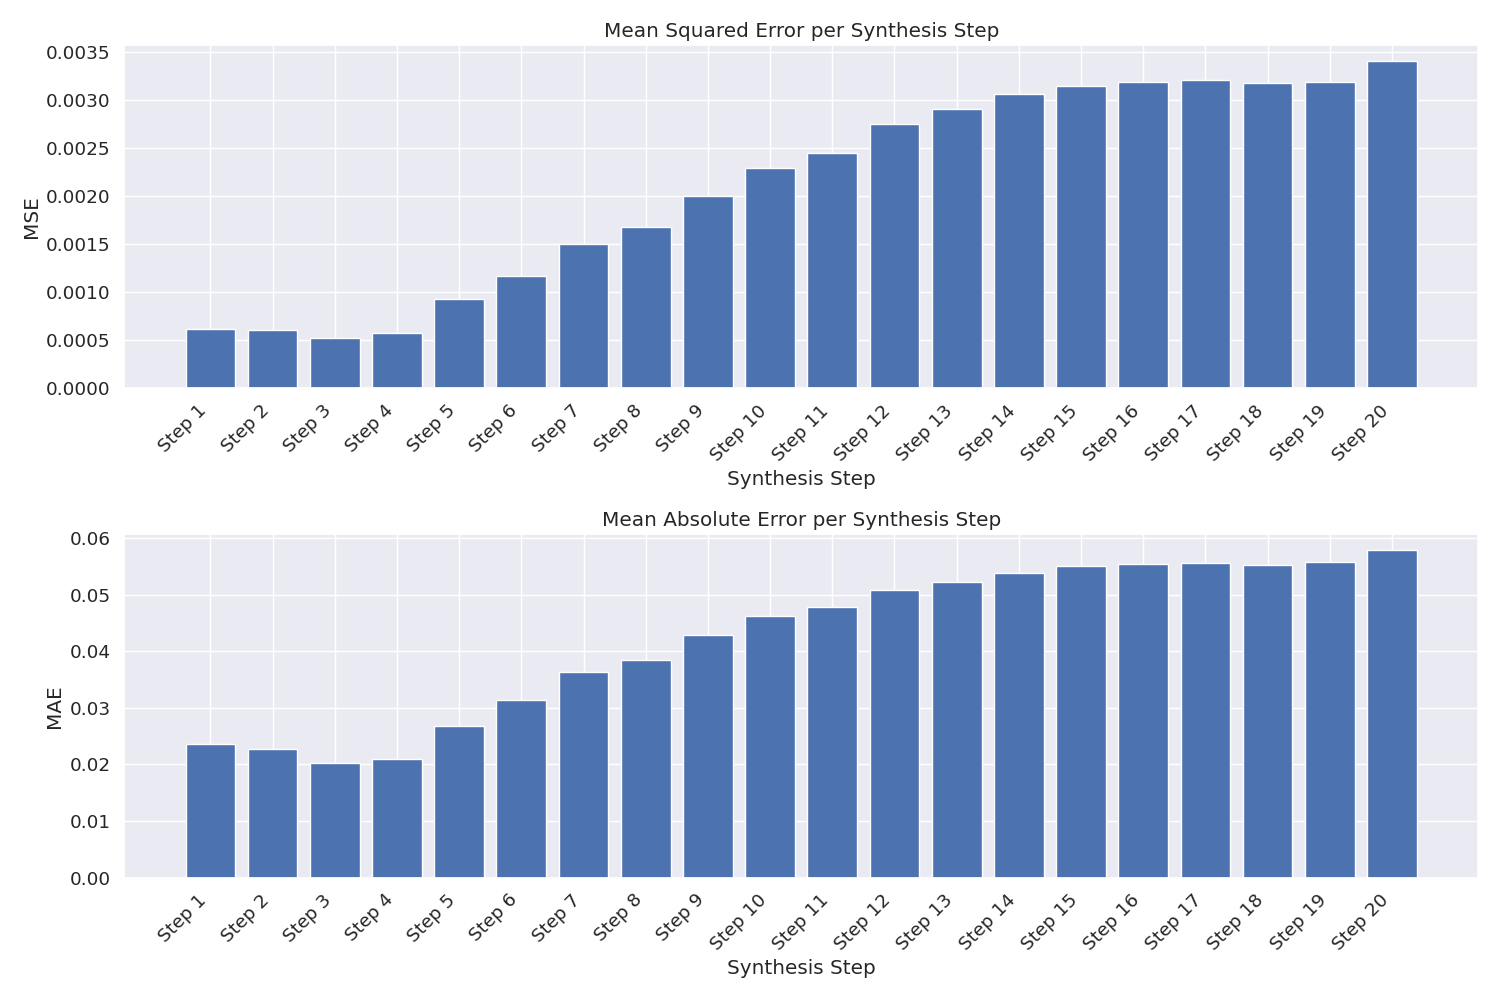 Mean Squared Error per Synthesis Step
MSE
0.0035
0.0030
0.0025
0.0020
0.0015
0.0010
0.0005
0.0000
Step 1
Step 2
Step 3
Step 4
Step 5
Step 6
Step 7
Step 8
Step 9
Step 10
Step 11
Step 12
Step 13
Step 14
Step 15
Step 16
Step 17
Step 18
Step 19
Step 20
Synthesis Step
Mean Absolute Error per Synthesis Step
MAE
0.06
0.05
0.04
0.03
0.02
0.01
0.00
Step 1
Step 2
Step 3
Step 4
Step 5
Step 6
Step 7
Step 8
Step 9
Step 10
Step 11
Step 12
Step 13
Step 14
Step 15
Step 16
Step 17
Step 18
Step 19
Step 20
Synthesis Step